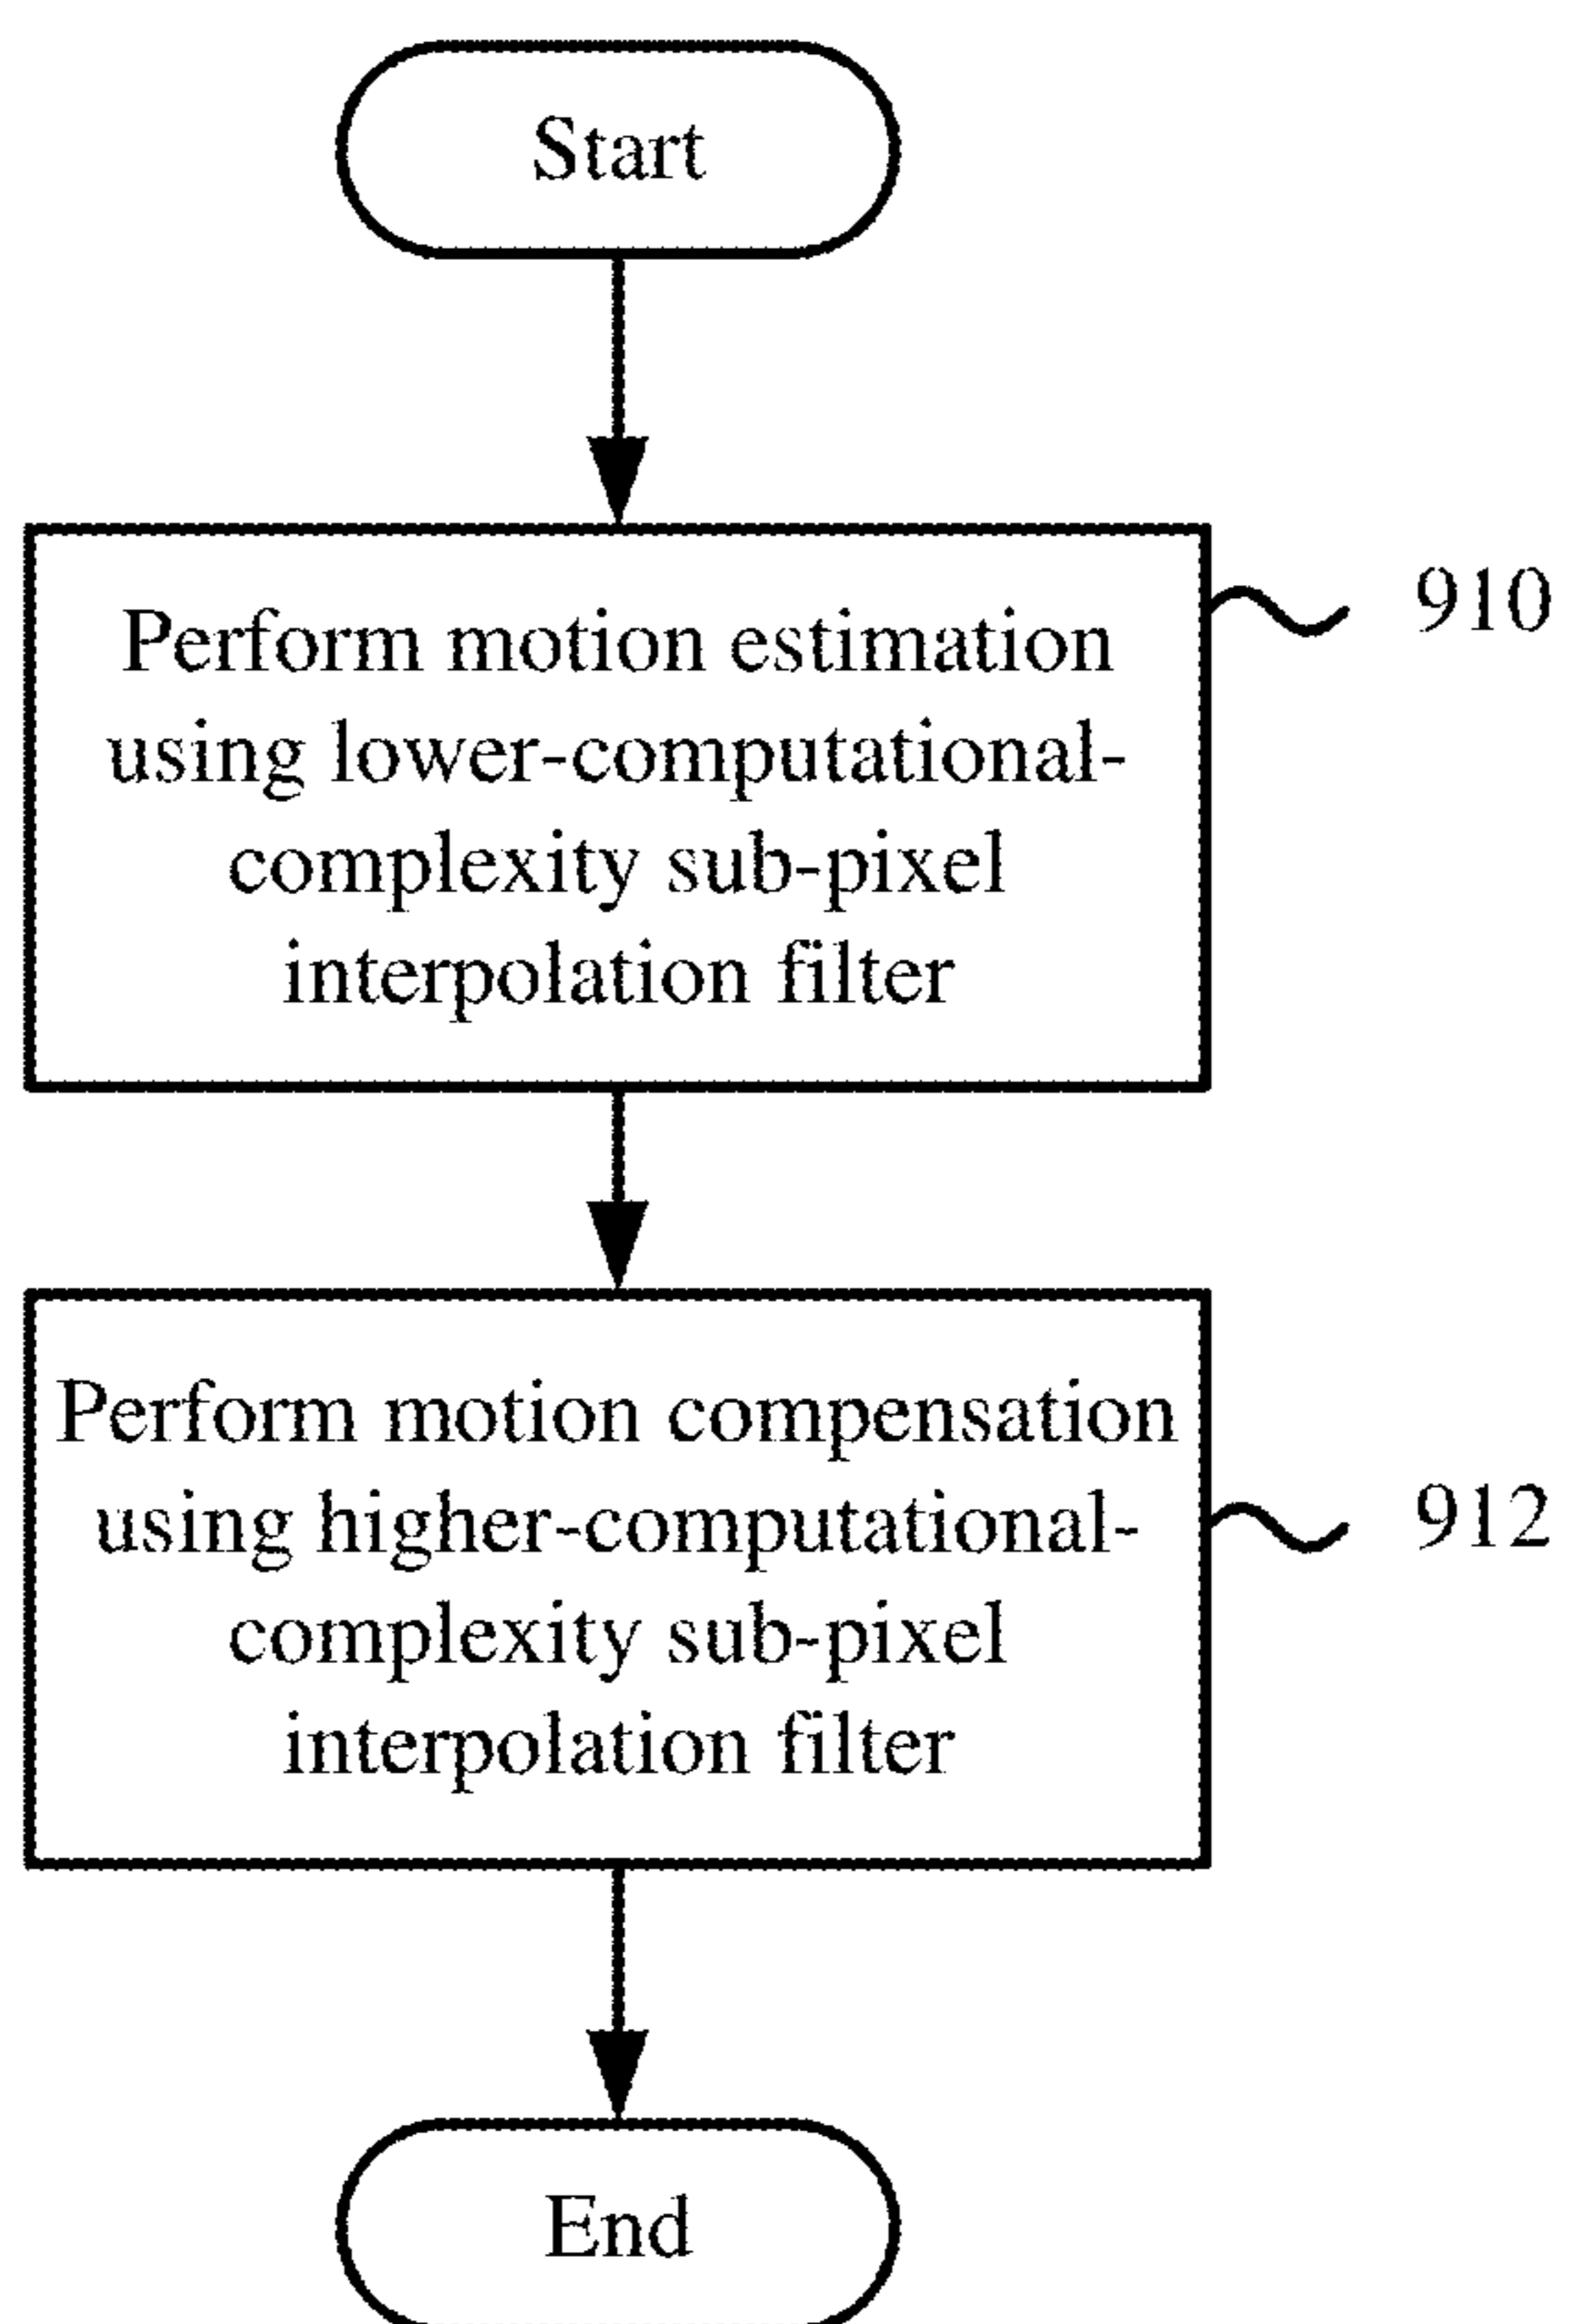 Start
Perform motion estimation
using lower-computational-
complexity sub-pixel
interpolation filter
910
Perform motion compensation
using higher-computational-
complexity sub-pixel
interpolation filter
912
End